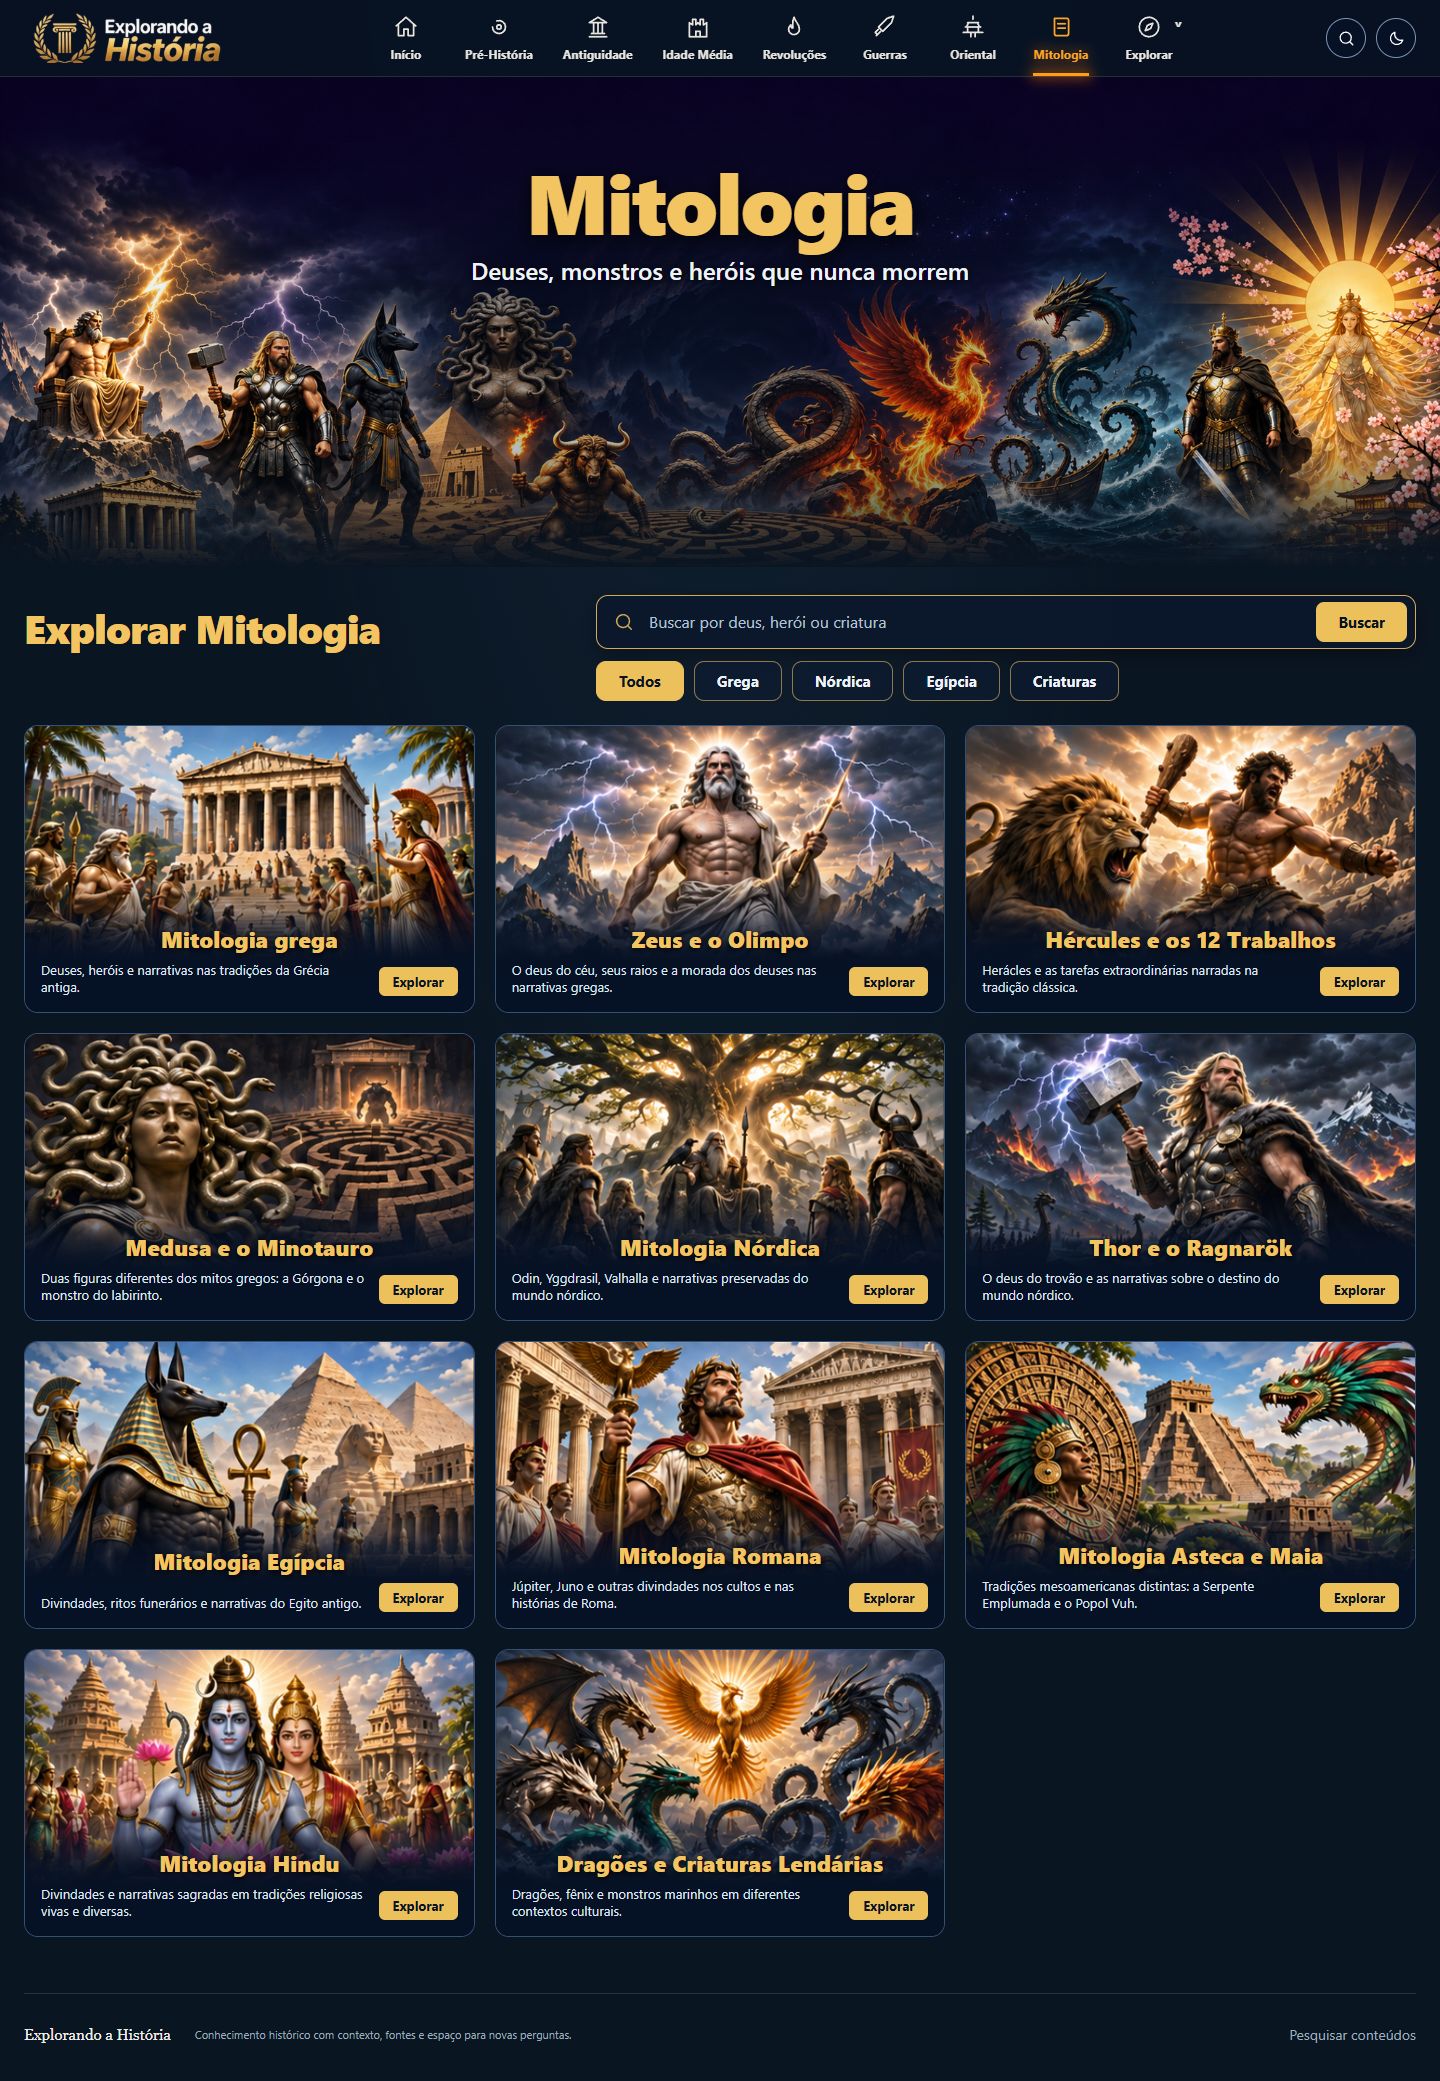 Explorando a
História
Início
Pré-História
Antiguidade
Idade Média
Revoluções
Guerras
Oriental
Mitologia
Explorar
Mitologia
Deuses, monstros e heróis que nunca morrem
Explorar Mitologia
Buscar por deus, herói ou criatura
Buscar
Todos
Grega
Nórdica
Egípcia
Criaturas
Mitologia grega
Deuses, heróis e narrativas nas tradições da Grécia
antiga.
Explorar
Zeus e o Olimpo
O deus do céu, seus raios e a morada dos deuses nas
narrativas gregas.
Explorar
Hércules e os 12 Trabalhos
Herácles e as tarefas extraordinárias narradas na
tradição clássica.
Explorar
Medusa e o Minotauro
Duas figuras diferentes dos mitos gregos: a Górgona e o
monstro do labirinto.
Explorar
Mitologia Nórdica
Odin, Yggdrasil, Valhalla e narrativas preservadas do
mundo nórdico.
Explorar
Thor e o Ragnarök
O deus do trovão e as narrativas sobre o destino do
mundo nórdico.
Explorar
Mitologia Egípcia
Divindades, ritos funerários e narrativas do Egito antigo.
Explorar
Mitologia Romana
Júpiter, Juno e outras divindades nos cultos e nas
histórias de Roma.
Explorar
Mitologia Asteca e Maia
Tradições mesoamericanas distintas: a Serpente
Emplumada e o Popol Vuh.
Explorar
Mitologia Hindu
Divindades e narrativas sagradas em tradições religiosas
vivas e diversas.
Explorar
Dragões e Criaturas Lendárias
Dragões, fênix e monstros marinhos em diferentes
contextos culturais.
Explorar
Explorando a História
Conhecimento histórico com contexto, fontes e espaço para novas perguntas.
Pesquisar conteúdos